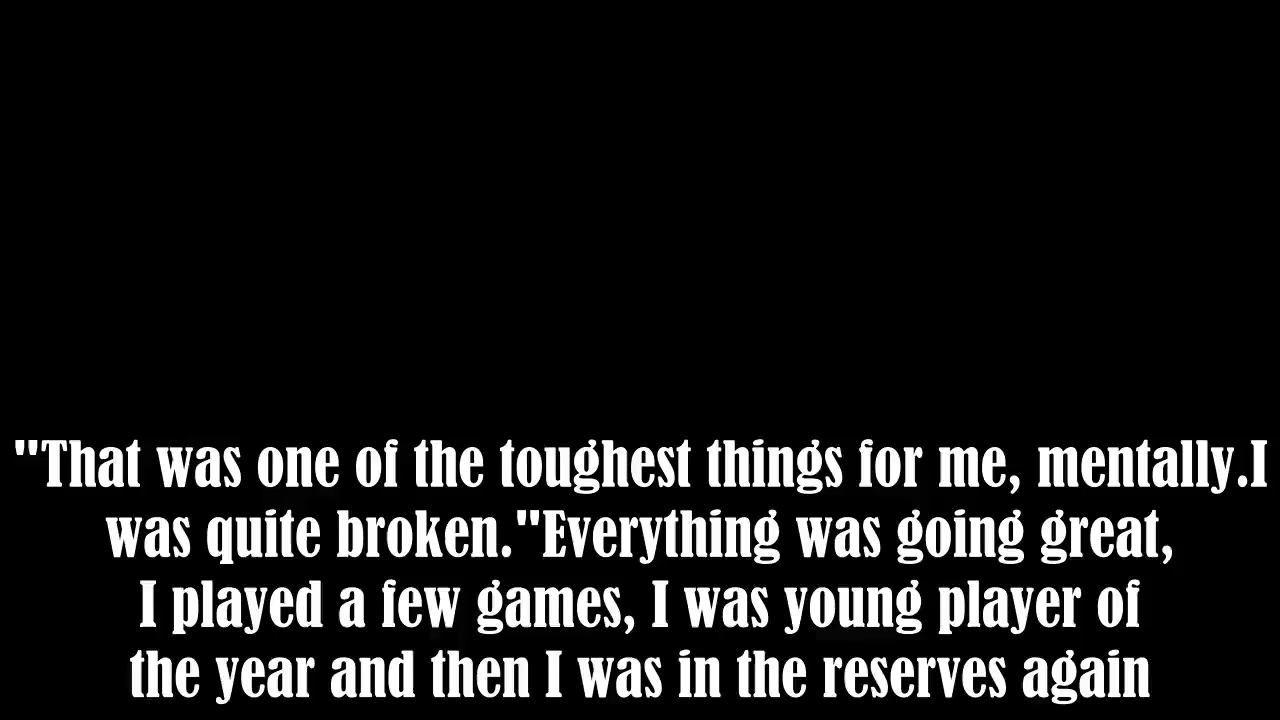 "That was one of the toughest things for me, mentally.I
was quite broken."Everything was going great,
I played a few games, I was young player of
the year and then I was in the reserves again